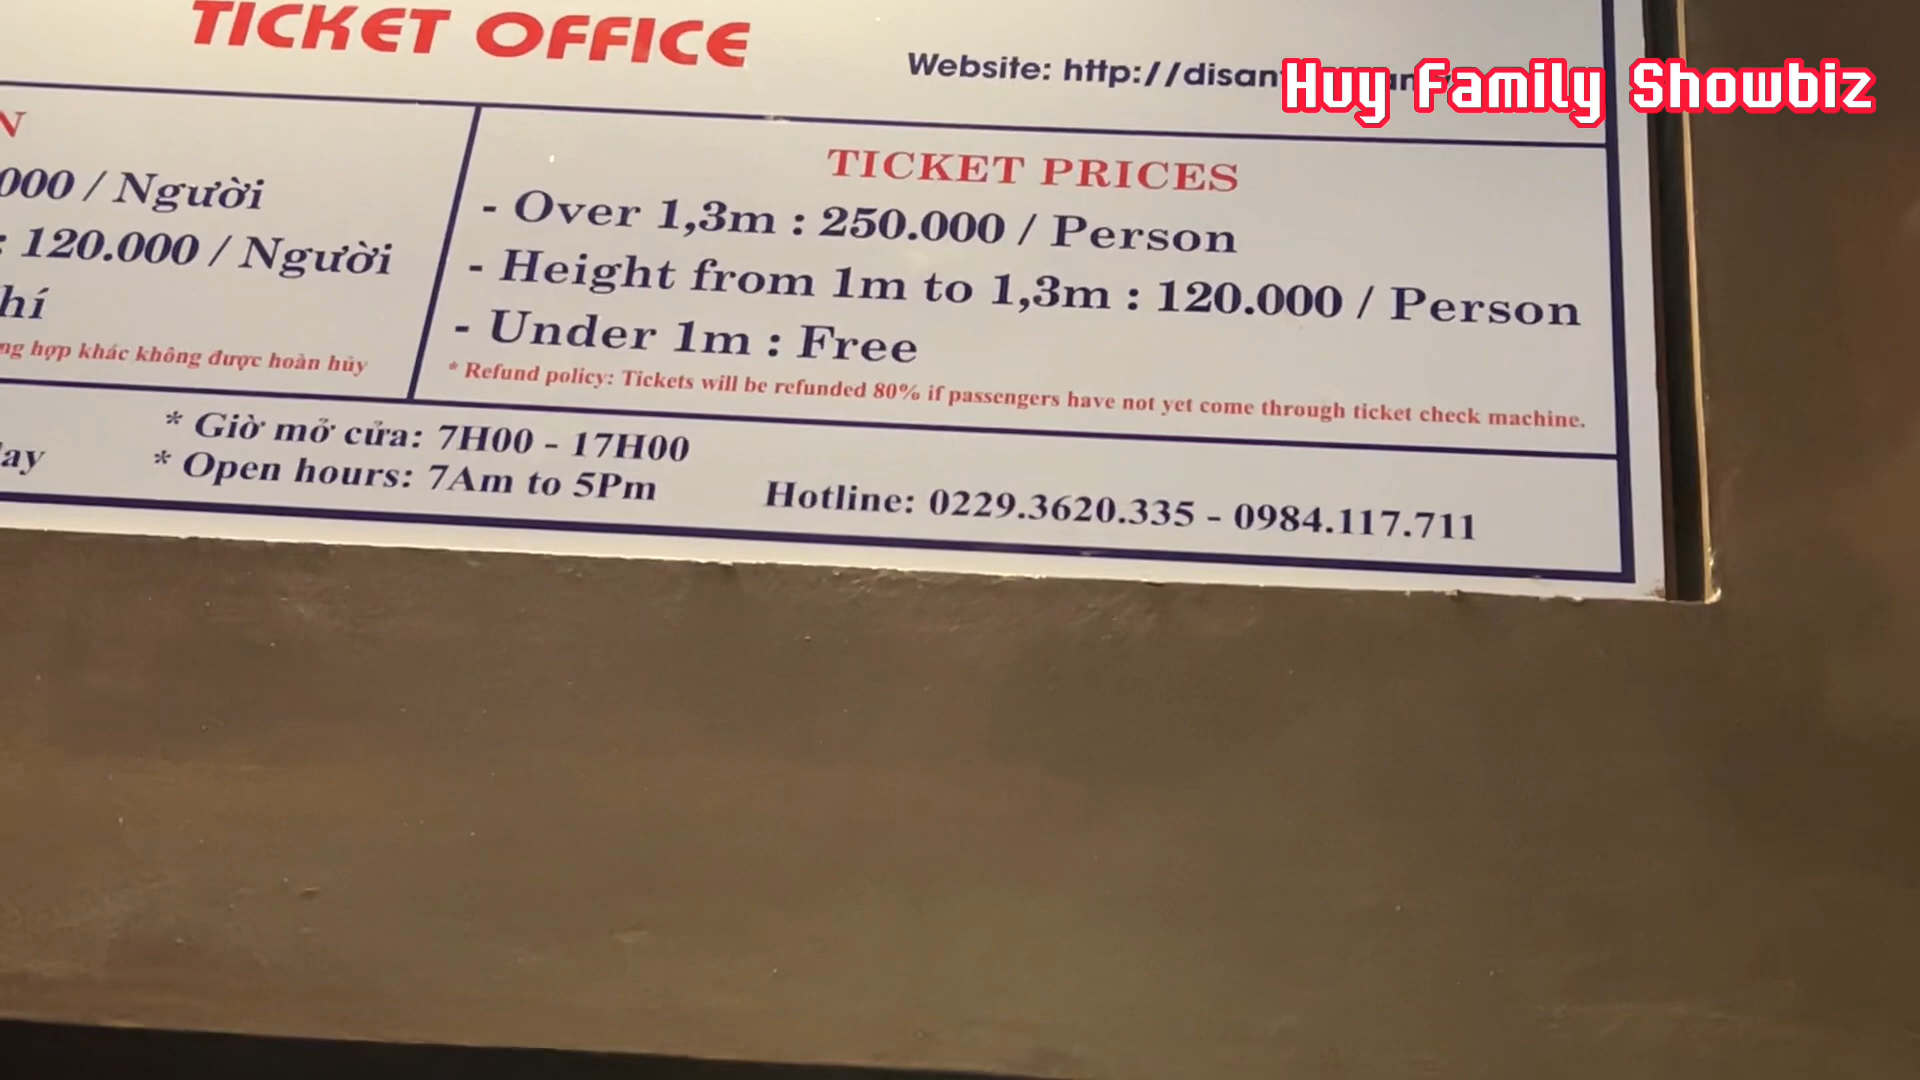 TICKET OFFICE
Website: http://disan
Huy Family Showbiz
000 / Người
: 120.000 / Người
hí
ng hợp khác không được hoàn hủy
TICKET PRICES
- Over 1,3m : 250.000 / Person
- Height from 1m to 1,3m : 120.000 / Person
- Under 1m : Free
* Refund policy: Tickets will be refunded 80% if passengers have not yet come through ticket check machine.
ay
* Giờ mở cửa: 7H00 - 17H00
* Open hours: 7Am to 5Pm
Hotline: 0229.3620.335 - 0984.117.711